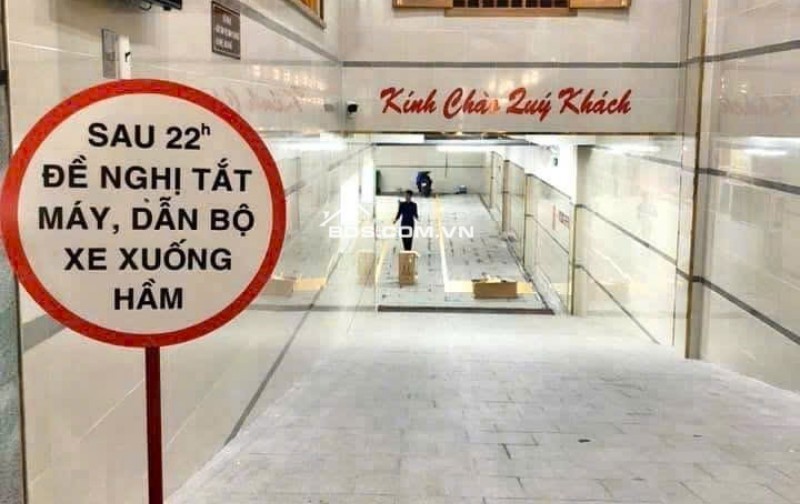 SAU 22h
ĐỀ NGHỊ TẮT
MÁY, DẪN BỘ
XE XUỐNG
HẦM
Kính Chào Quý Khách
BDS.COM.VN